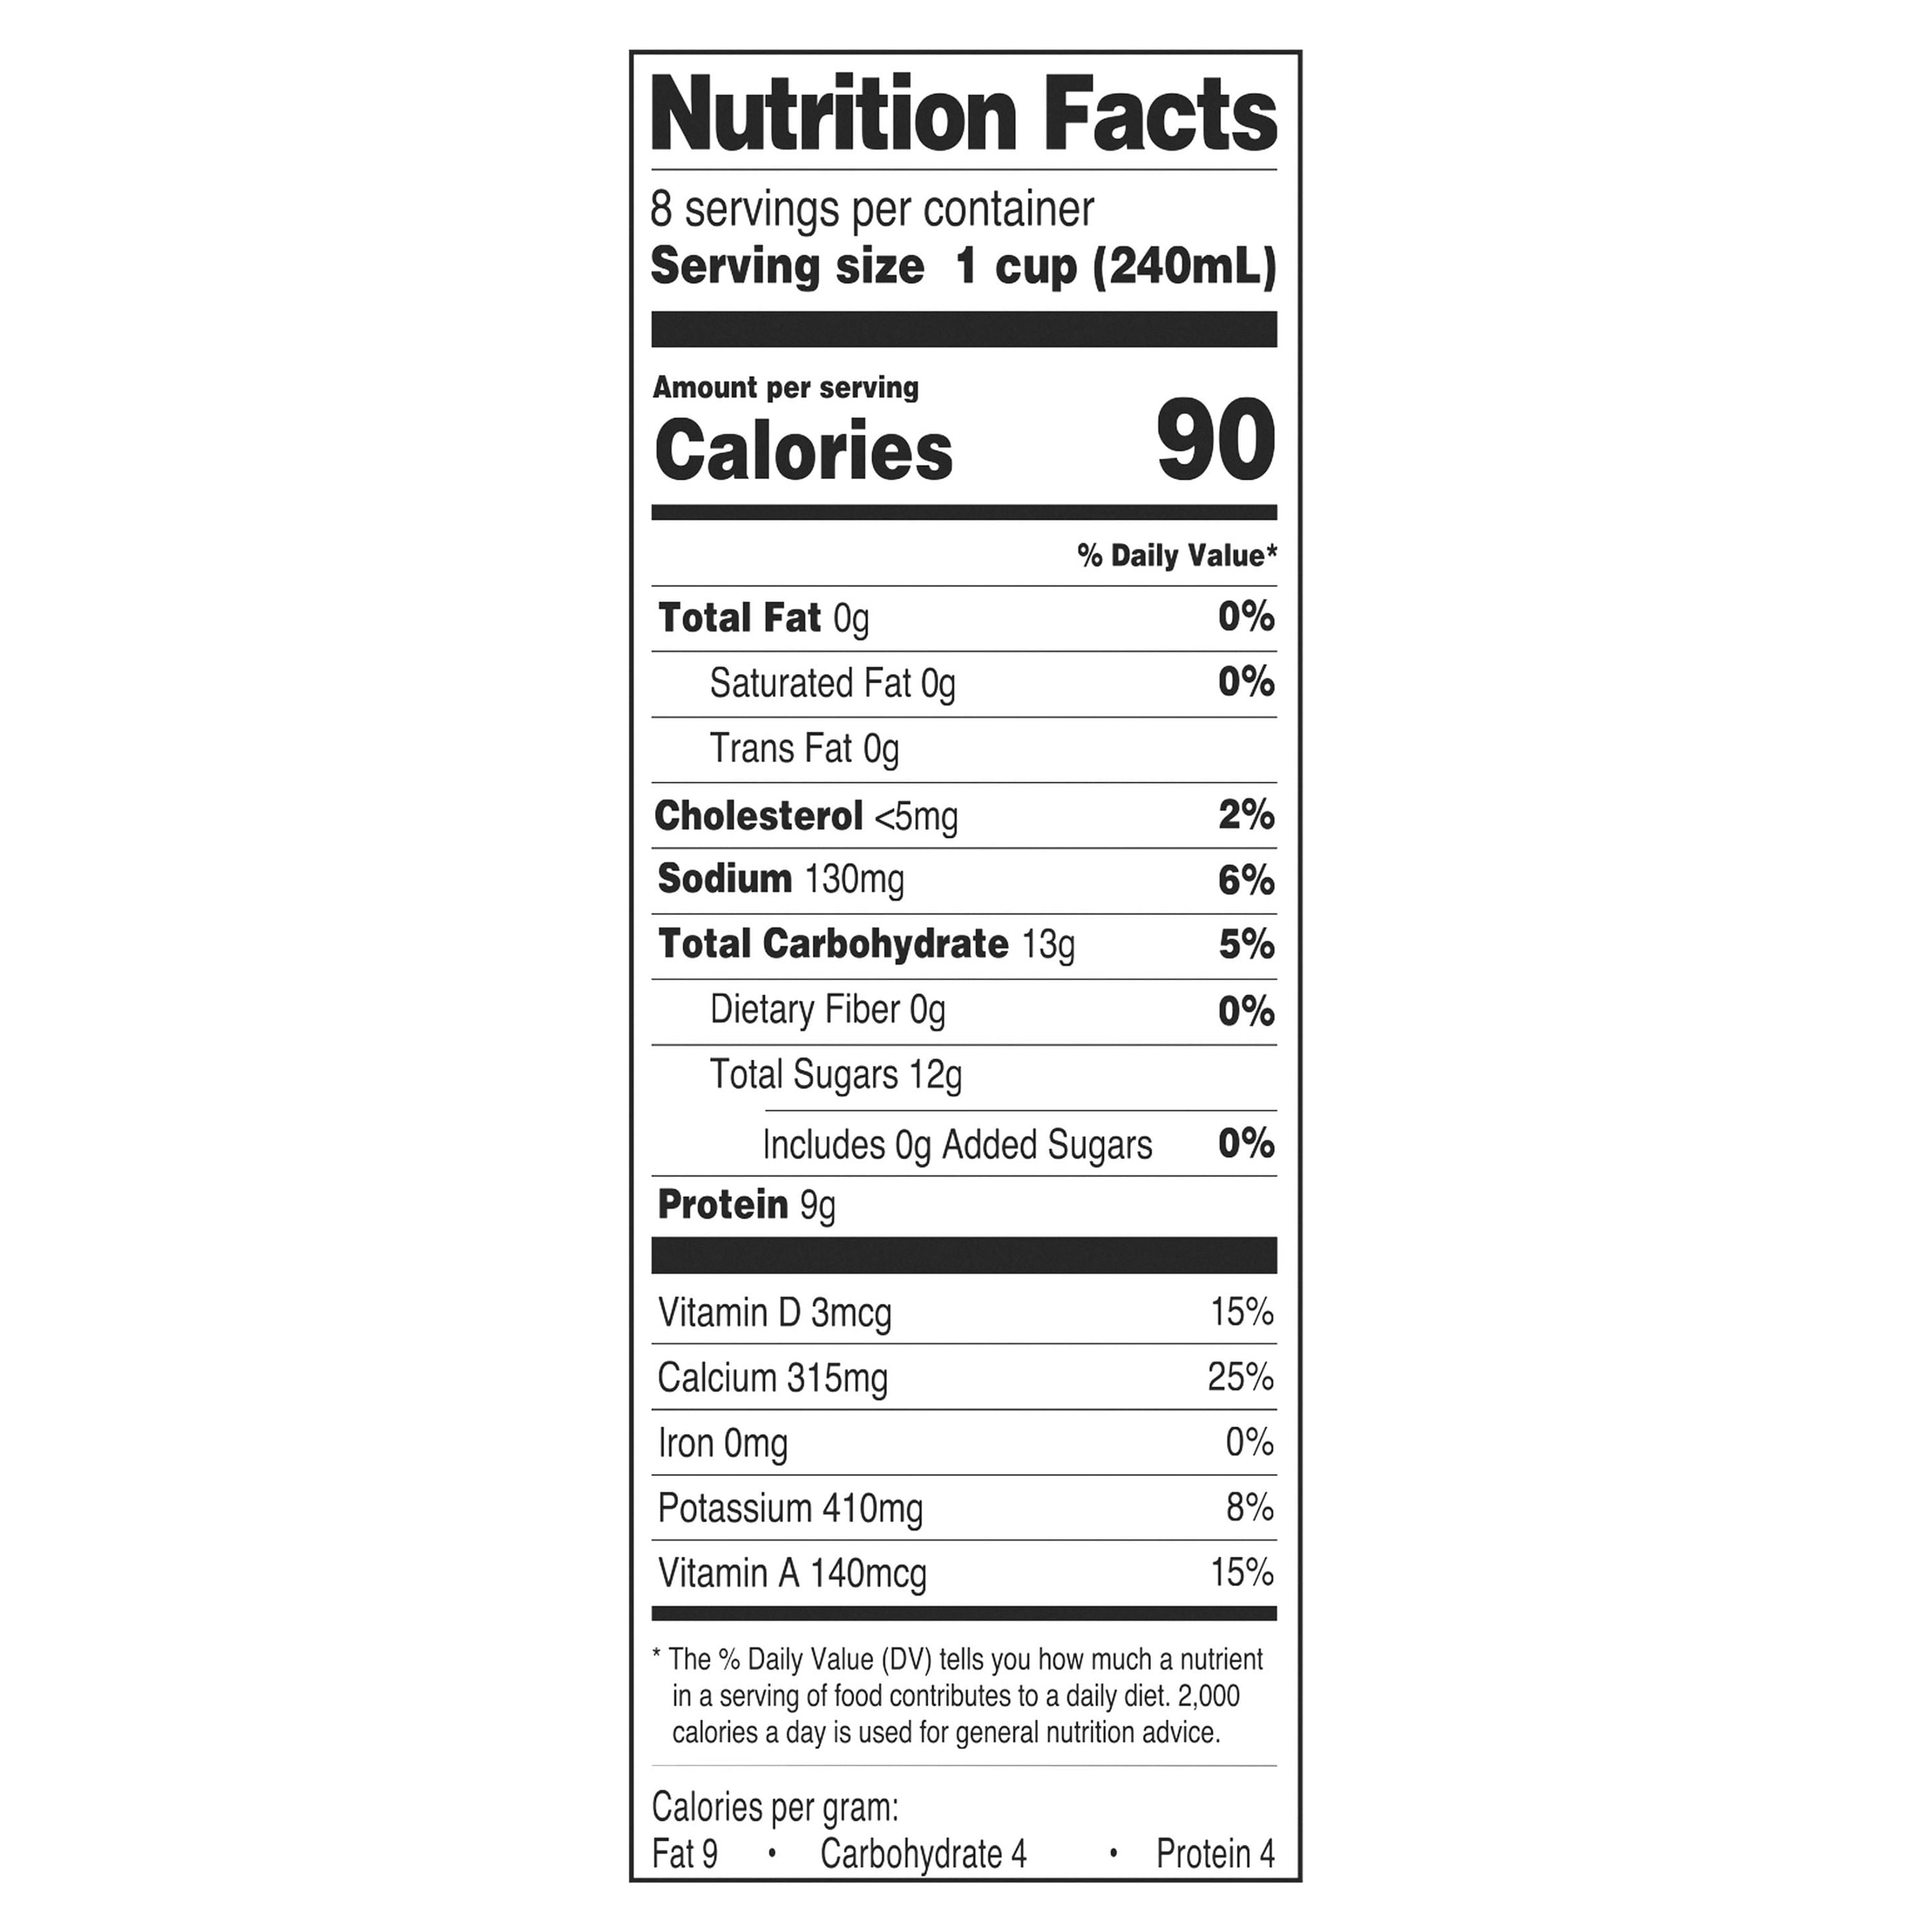 Nutrition Facts
8 servings per container
Serving size 1 cup (240mL)
Amount per serving
Calories 90
% Daily Value*
Total Fat 0g 0%
Saturated Fat 0g 0%
Trans Fat 0g
Cholesterol <5mg 2%
Sodium 130mg 6%
Total Carbohydrate 13g 5%
Dietary Fiber 0g 0%
Total Sugars 12g
Includes 0g Added Sugars 0%
Protein 9g
Vitamin D 3mcg 15%
Calcium 315mg 25%
Iron 0mg 0%
Potassium 410mg 8%
Vitamin A 140mcg 15%
* The % Daily Value (DV) tells you how much a nutrient
in a serving of food contributes to a daily diet. 2,000
calories a day is used for general nutrition advice.
Calories per gram:
Fat 9 • Carbohydrate 4 • Protein 4